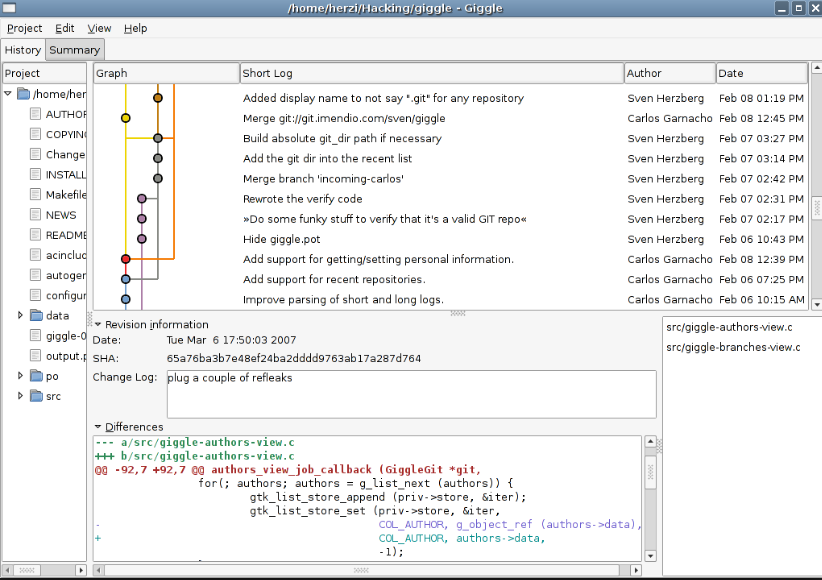 /home/herzi/Hacking/giggle - Giggle
Project Edit View Help
History Summary
Project
/home/her
AUTHOR
COPYIN
Change
INSTALL
Makefile
NEWS
README
acinclu
autoger
configur
data
giggle-0
output.p
po
src
Graph Short Log Author Date
Added display name to not say ".git" for any repository Sven Herzberg Feb 08 01:19 PM
Merge git://git.imendio.com/sven/giggle Carlos Garnacho Feb 08 12:45 PM
Build absolute git_dir path if necessary Sven Herzberg Feb 07 03:27 PM
Add the git dir into the recent list Sven Herzberg Feb 07 03:14 PM
Merge branch 'incoming-carlos' Sven Herzberg Feb 07 02:42 PM
Rewrote the verify code Sven Herzberg Feb 07 02:31 PM
»Do some funky stuff to verify that it's a valid GIT repo« Sven Herzberg Feb 07 02:17 PM
Hide giggle.pot Sven Herzberg Feb 06 10:43 PM
Add support for getting/setting personal information. Carlos Garnacho Feb 08 12:39 PM
Add support for recent repositories. Carlos Garnacho Feb 06 07:25 PM
Improve parsing of short and long logs. Carlos Garnacho Feb 06 10:15 AM
Revision information
Date: Tue Mar 6 17:50:03 2007
SHA: 65a76ba3b7e48ef24ba2dddd9763ab17a287d764
Change Log: plug a couple of refleaks
Differences
--- a/src/giggle-authors-view.c
+++ b/src/giggle-authors-view.c
@@ -92,7 +92,7 @@ authors_view_job_callback (GiggleGit *git,
for(; authors; authors = g_list_next (authors)) {
gtk_list_store_append (priv->store, &iter);
gtk_list_store_set (priv->store, &iter,
- COL_AUTHOR, g_object_ref (authors->data),
+ COL_AUTHOR, authors->data,
-1);
src/giggle-authors-view.c
src/giggle-branches-view.c